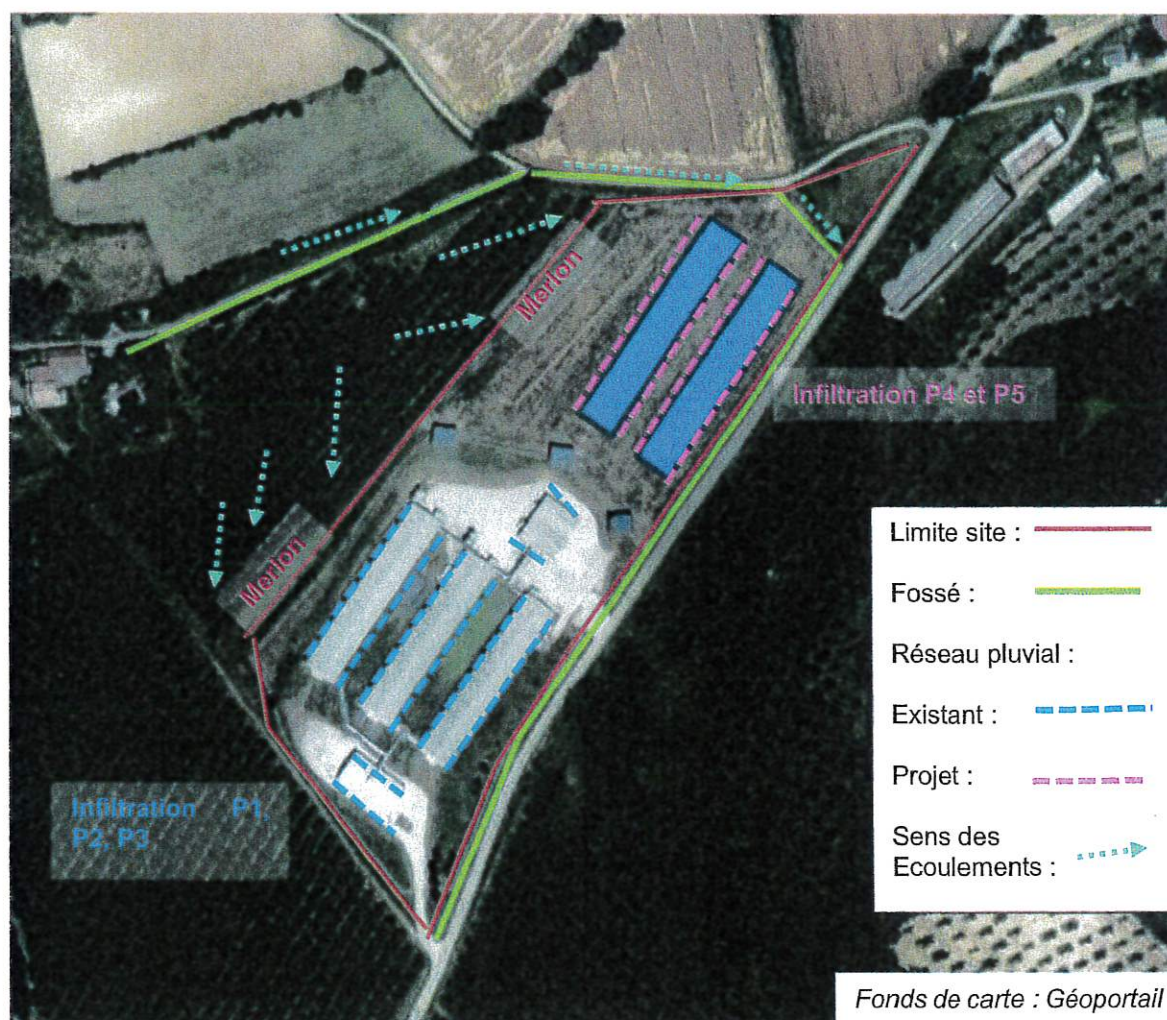 Merlon
Infiltration P4 et P5
Merlon
Infiltration P1,
P2, P3
Limite site :
Fossé :
Réseau pluvial :
Existant :
Projet :
Sens des
Ecoulements :
Fonds de carte : Géoportail